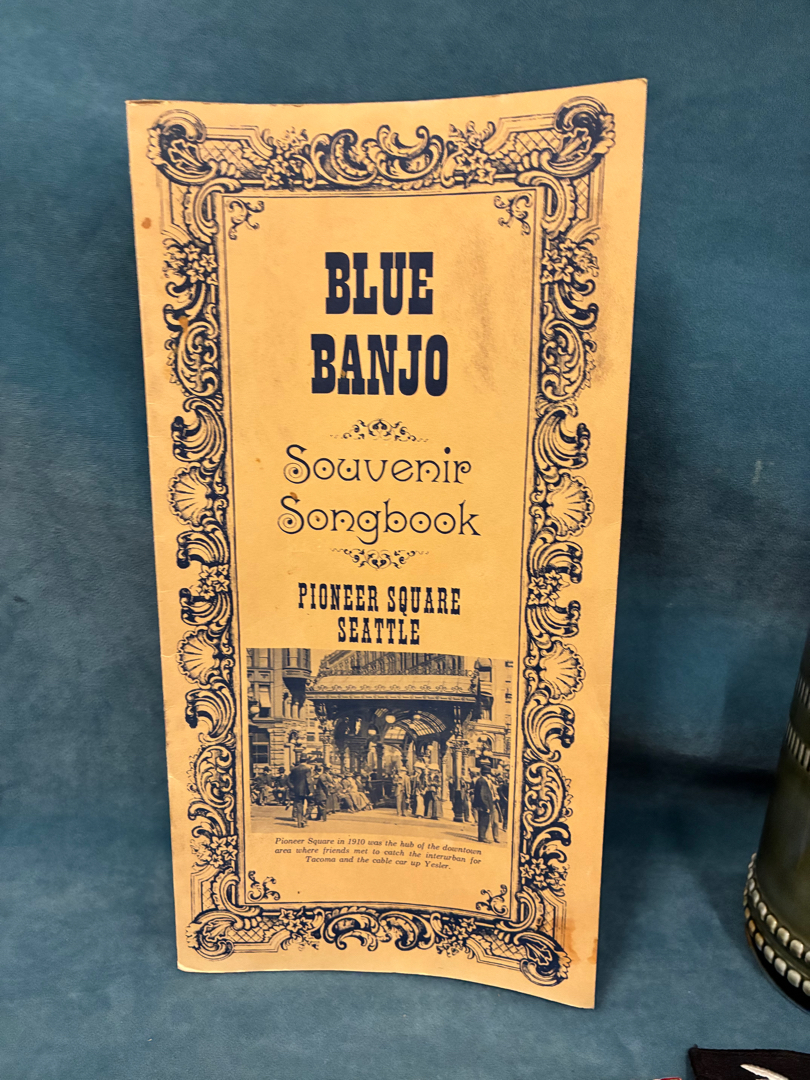 BLUE
BANJO
Souvenir
Songbook
PIONEER SQUARE
SEATTLE
Pioneer Square in 1910 was the hub of the downtown
area where friends met to catch the interurban for
Tacoma and the cable car up Yesler.